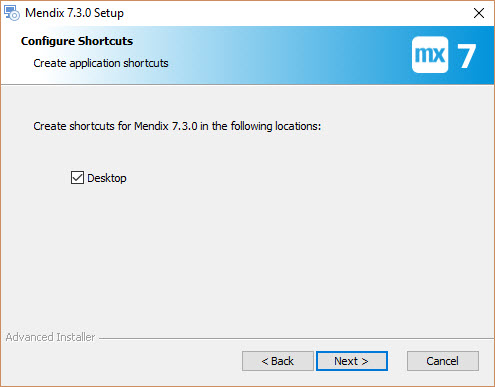 Mendix 7.3.0 Setup
Configure Shortcuts
Create application shortcuts
mx 7
Create shortcuts for Mendix 7.3.0 in the following locations:
Desktop
Advanced Installer
< Back
Next >
Cancel